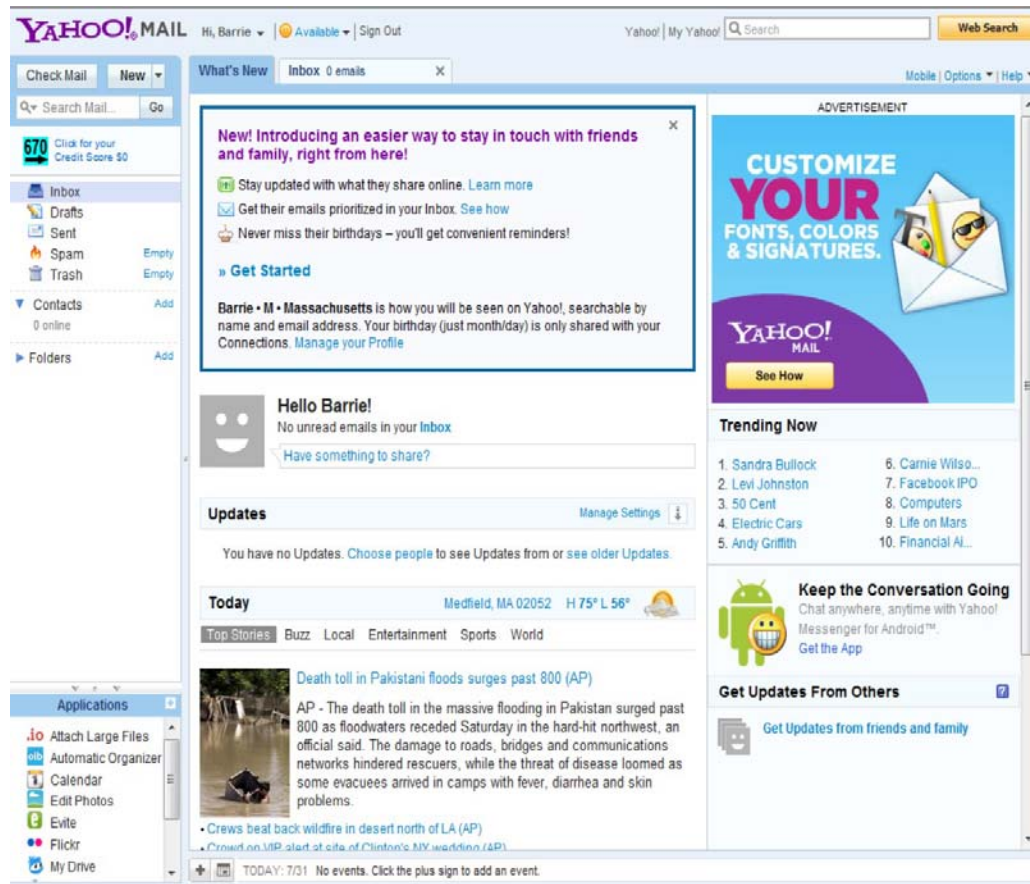 YAHOO! MAIL Hi, Barrie Available Sign Out Yahoo! My Yahoo! Search Web Search
Check Mail New
Search Mail... Go
670 Click for your
Credit Score $0
Inbox
Drafts
Sent
Spam Empty
Trash Empty
Contacts Add
0 online
Folders Add
Applications
.io Attach Large Files
oib Automatic Organizer
Calendar
Edit Photos
Evite
Flickr
My Drive
What's New Inbox 0 emails X
Mobile Options Help
New! Introducing an easier way to stay in touch with friends
and family, right from here!
Stay updated with what they share online. Learn more
Get their emails prioritized in your Inbox. See how
Never miss their birthdays – you'll get convenient reminders!
» Get Started
Barrie • M • Massachusetts is how you will be seen on Yahoo!, searchable by
name and email address. Your birthday (just month/day) is only shared with your
Connections. Manage your Profile
Hello Barrie!
No unread emails in your Inbox
Have something to share?
Updates Manage Settings
You have no Updates. Choose people to see Updates from or see older Updates.
Today Medfield, MA 02052 H 75° L 56°
Top Stories Buzz Local Entertainment Sports World
Death toll in Pakistani floods surges past 800 (AP)
AP - The death toll in the massive flooding in Pakistan surged past
800 as floodwaters receded Saturday in the hard-hit northwest, an
official said. The damage to roads, bridges and communications
networks hindered rescuers, while the threat of disease loomed as
some evacuees arrived in camps with fever, diarrhea and skin
problems.
• Crews beat back wildfire in desert north of LA (AP)
• Crowd on VIP alert at site of Clinton's NY wedding (AP)
TODAY: 7/31 No events. Click the plus sign to add an event.
ADVERTISEMENT
CUSTOMIZE
YOUR
FONTS, COLORS
& SIGNATURES.
YAHOO!
MAIL
See How
Trending Now
1. Sandra Bullock
2. Levi Johnston
3. 50 Cent
4. Electric Cars
5. Andy Griffith
6. Carnie Wilso...
7. Facebook IPO
8. Computers
9. Life on Mars
10. Financial Ai...
Keep the Conversation Going
Chat anywhere, anytime with Yahoo!
Messenger for Android™.
Get the App
Get Updates From Others ?
Get Updates from friends and family